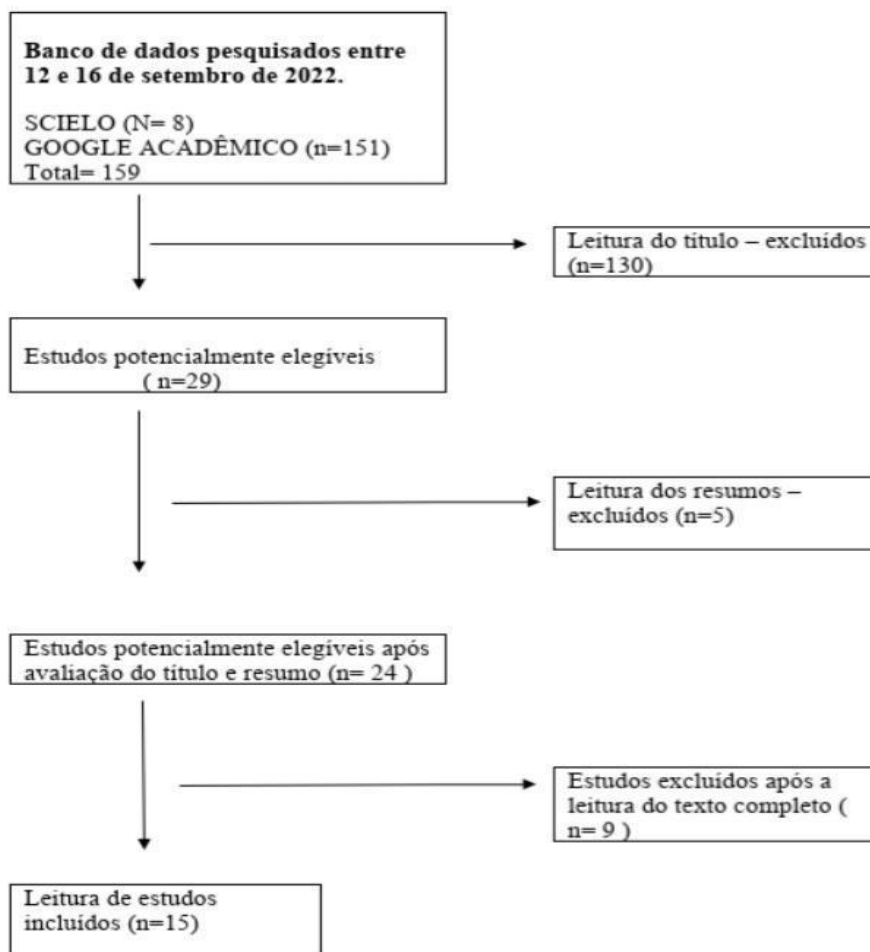 Banco de dados pesquisados entre
12 e 16 de setembro de 2022.
SCIELO (N= 8)
GOOGLE ACADÊMICO (n=151)
Total= 159
Leitura do título – excluídos
(n=130)
Estudos potencialmente elegíveis
( n=29)
Leitura dos resumos –
excluídos (n=5)
Estudos potencialmente elegíveis após
avaliação do título e resumo (n= 24 )
Estudos excluídos após a
leitura do texto completo (
n= 9 )
Leitura de estudos
incluídos (n=15)